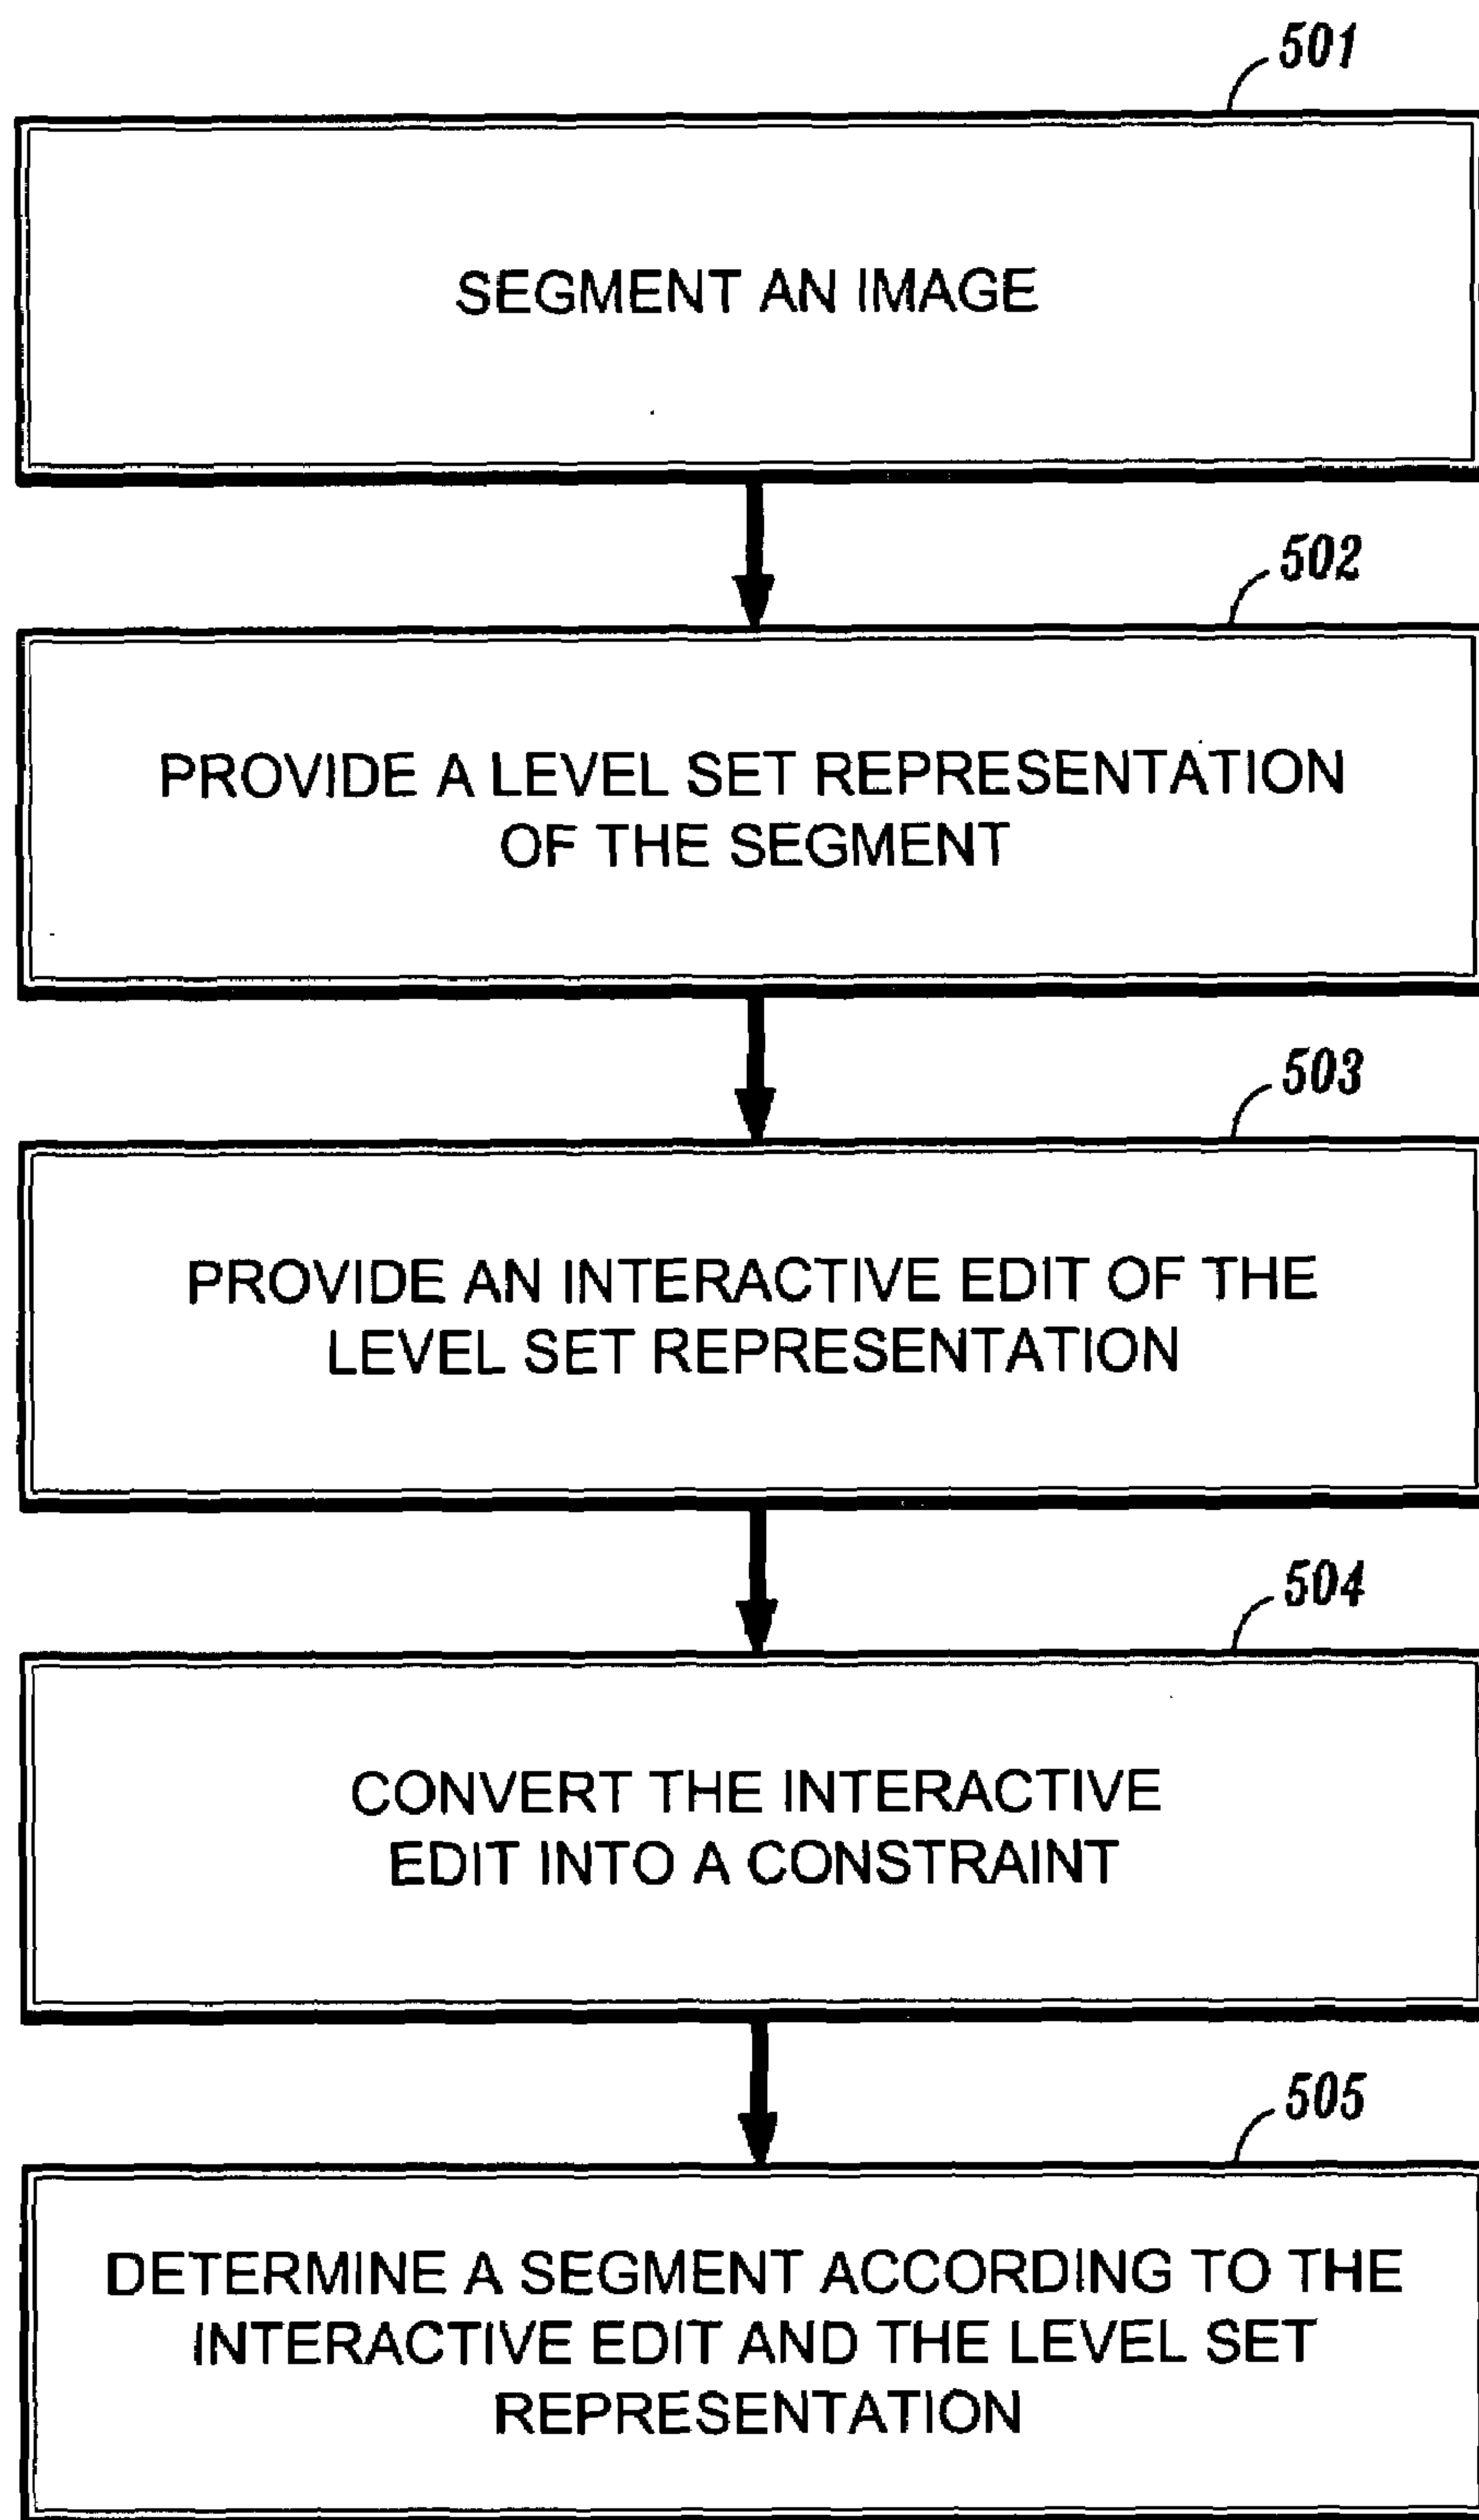 501
SEGMENT AN IMAGE
502
PROVIDE A LEVEL SET REPRESENTATION
OF THE SEGMENT
503
PROVIDE AN INTERACTIVE EDIT OF THE
LEVEL SET REPRESENTATION
504
CONVERT THE INTERACTIVE
EDIT INTO A CONSTRAINT
505
DETERMINE A SEGMENT ACCORDING TO THE
INTERACTIVE EDIT AND THE LEVEL SET
REPRESENTATION